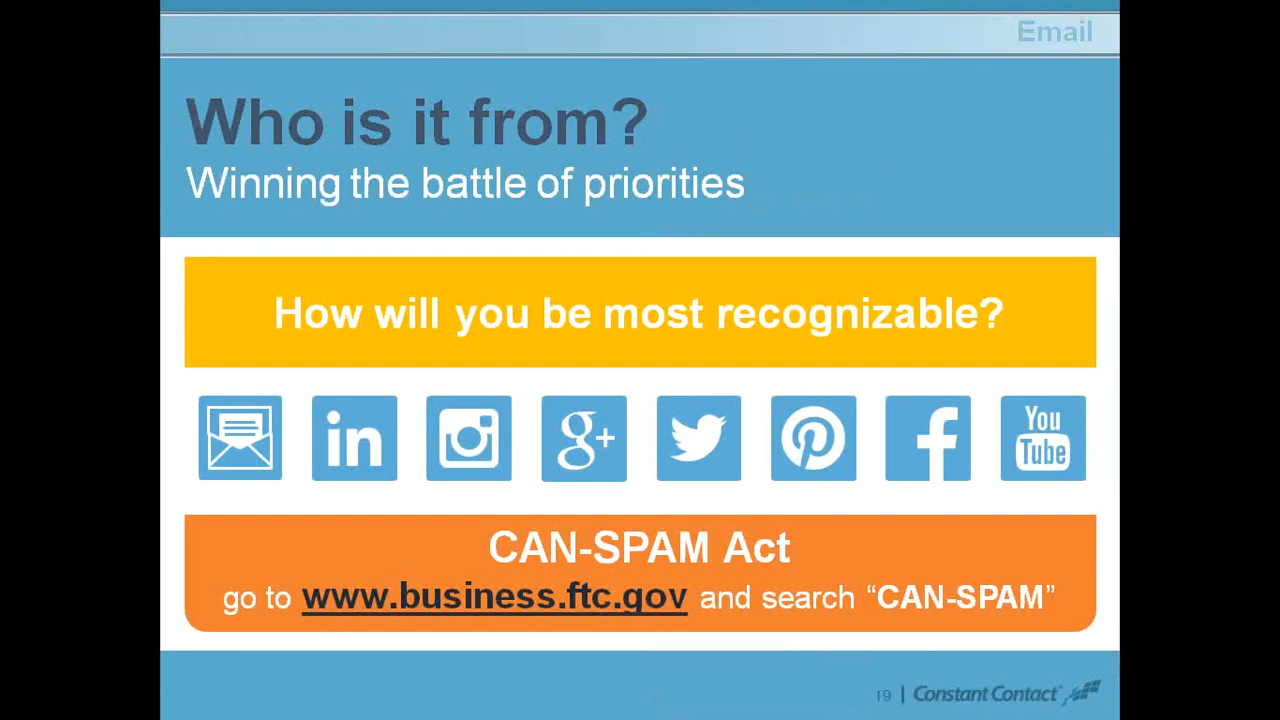 Email
Who is it from?
Winning the battle of priorities
How will you be most recognizable?
in g+ f You Tube
CAN-SPAM Act
go to www.business.ftc.gov and search “CAN-SPAM”
19 | Constant Contact